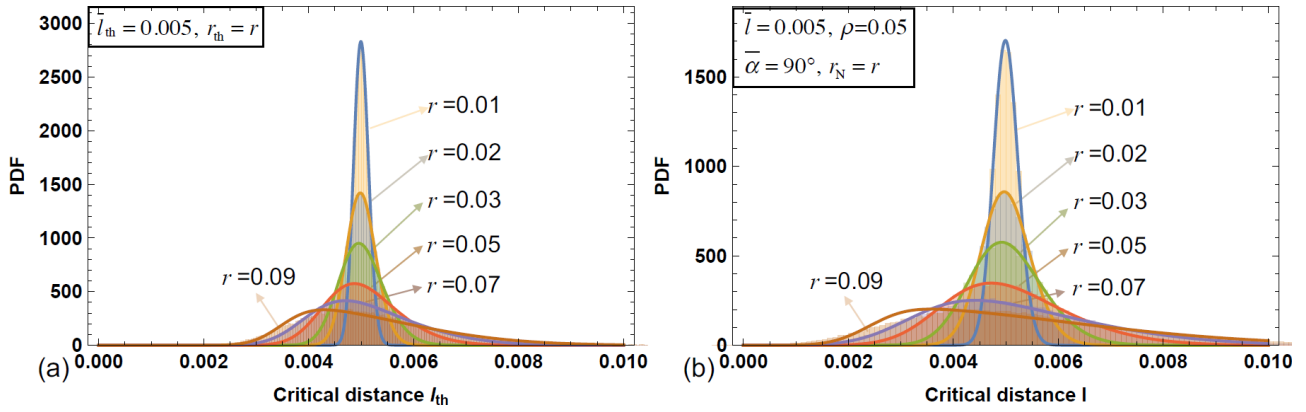 l̄th = 0.005, rth = r
3000
2500
2000
1500
1000
500
0
PDF
r =0.01
r =0.02
r =0.03
r =0.05
r =0.07
r =0.09
0.000 0.002 0.004 0.006 0.008 0.010
(a)
Critical distance lth
l̄ = 0.005, ρ=0.05
ᾱ = 90°, rN = r
1500
1000
500
0
PDF
r =0.01
r =0.02
r =0.03
r =0.05
r =0.07
r =0.09
0.000 0.002 0.004 0.006 0.008 0.010
(b)
Critical distance l